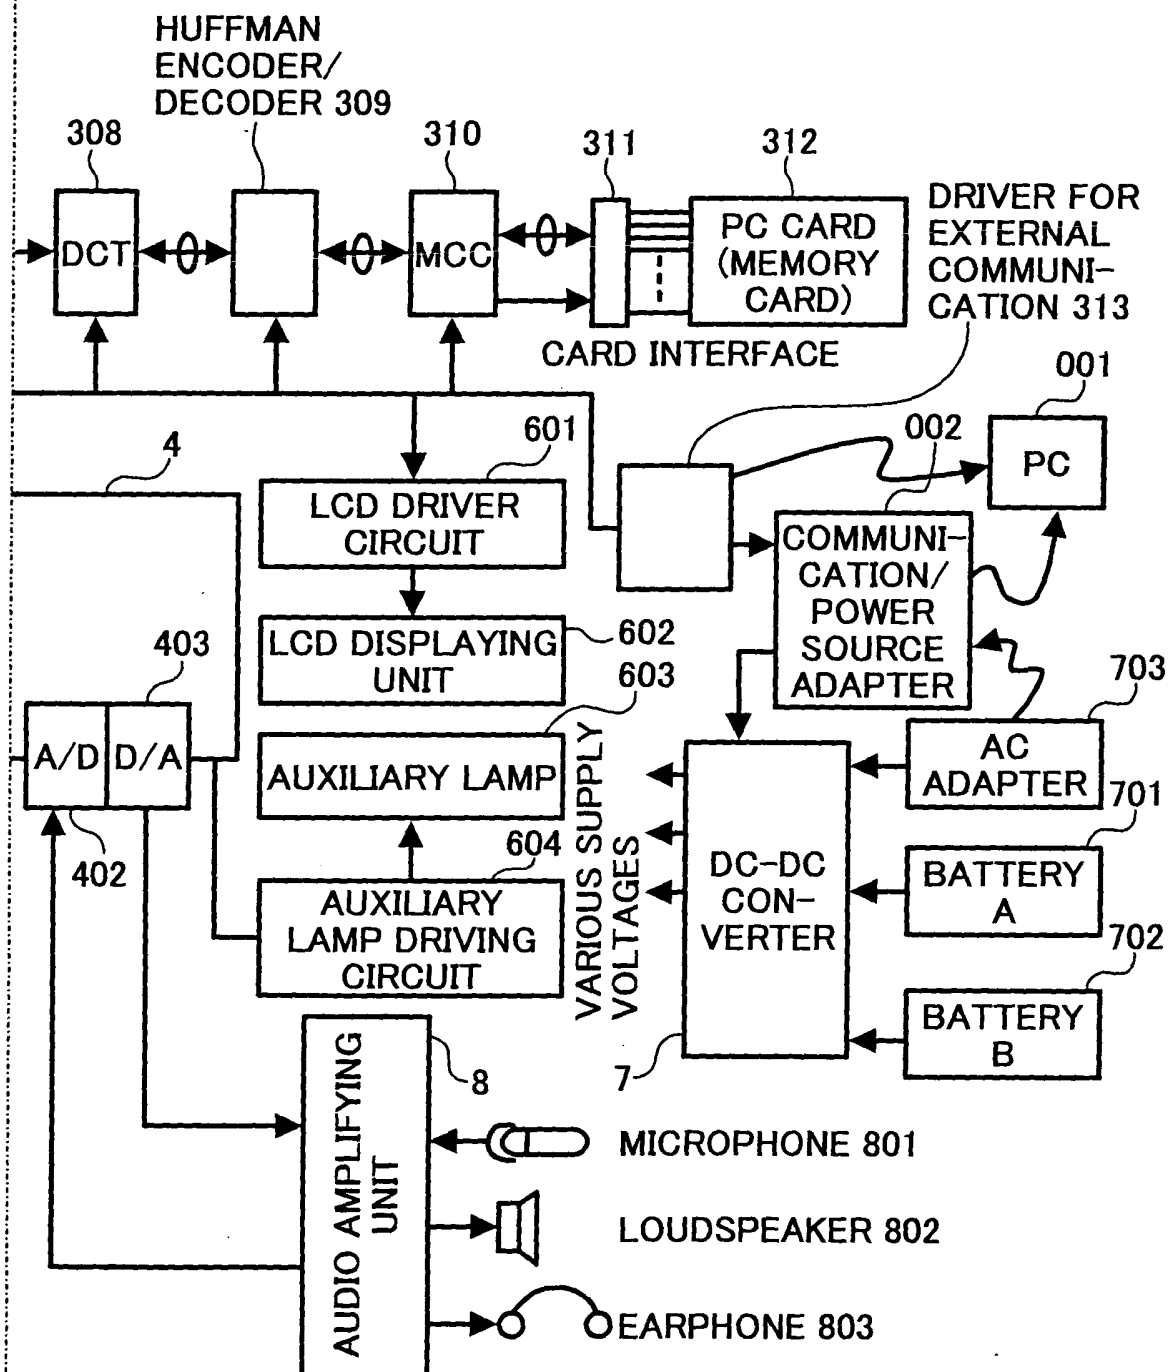 HUFFMAN
ENCODER/
DECODER 309
308
310
311
312
DRIVER FOR
EXTERNAL
COMMUNI-
CATION 313
DCT
MCC
PC CARD
(MEMORY
CARD)
CARD INTERFACE
001
PC
002
4
601
LCD DRIVER
CIRCUIT
COMMUNI-
CATION/
POWER
SOURCE
ADAPTER
LCD DISPLAYING
UNIT
602
603
403
A/D
D/A
402
AUXILIARY LAMP
604
AUXILIARY
LAMP DRIVING
CIRCUIT
VARIOUS SUPPLY
VOLTAGES
DC-DC
CON-
VERTER
7
703
AC
ADAPTER
701
BATTERY
A
702
BATTERY
B
AUDIO AMPLIFYING
UNIT
8
MICROPHONE 801
LOUDSPEAKER 802
EARPHONE 803